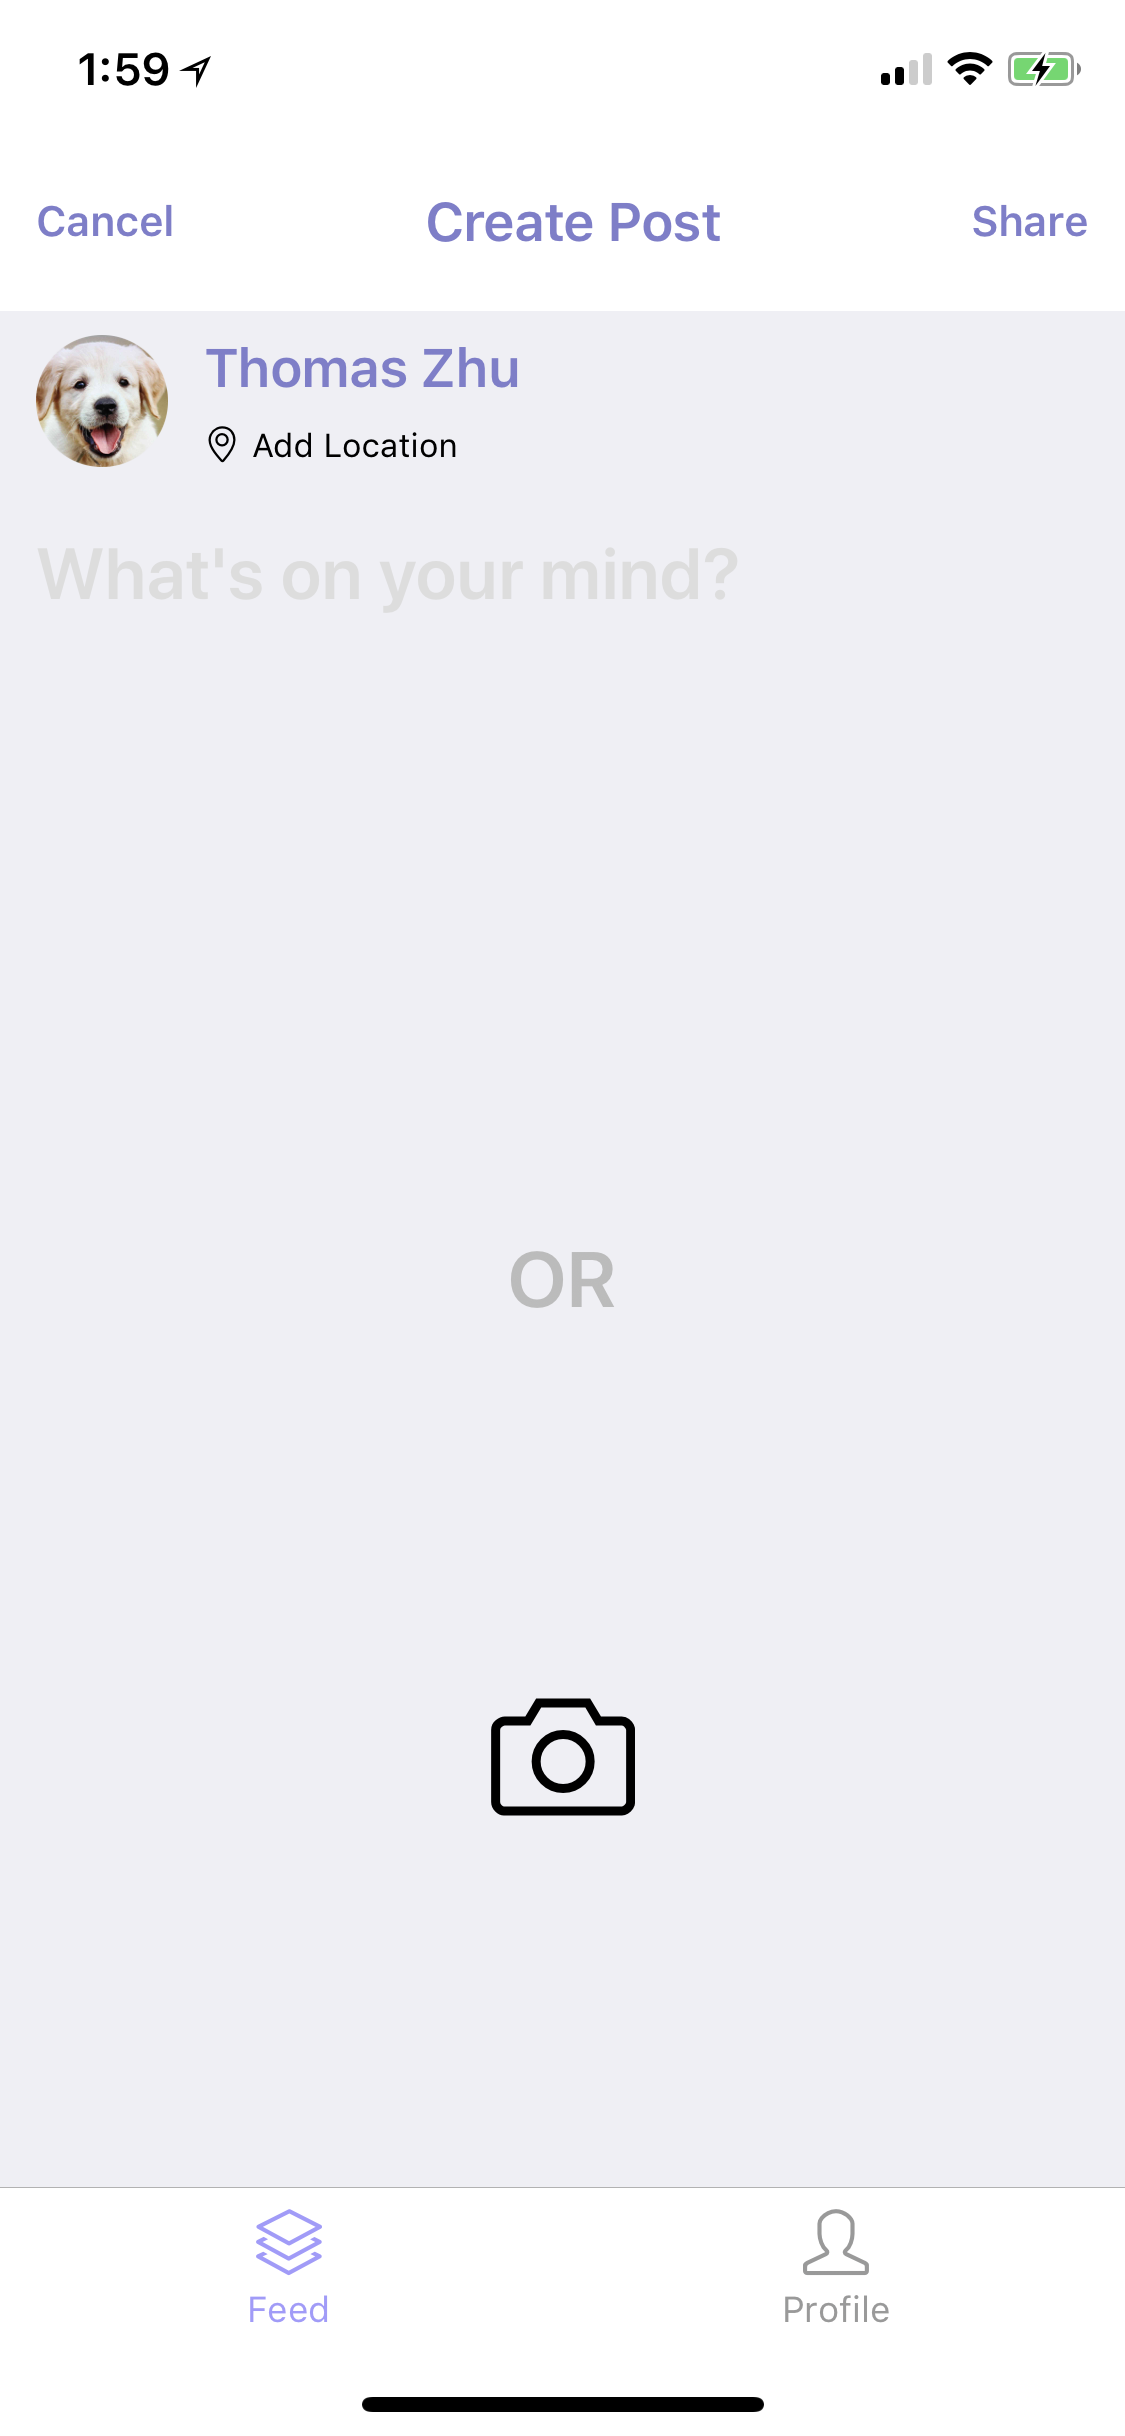 1:59
Cancel Create Post Share
Thomas Zhu
Add Location
What's on your mind?
OR
Feed Profile